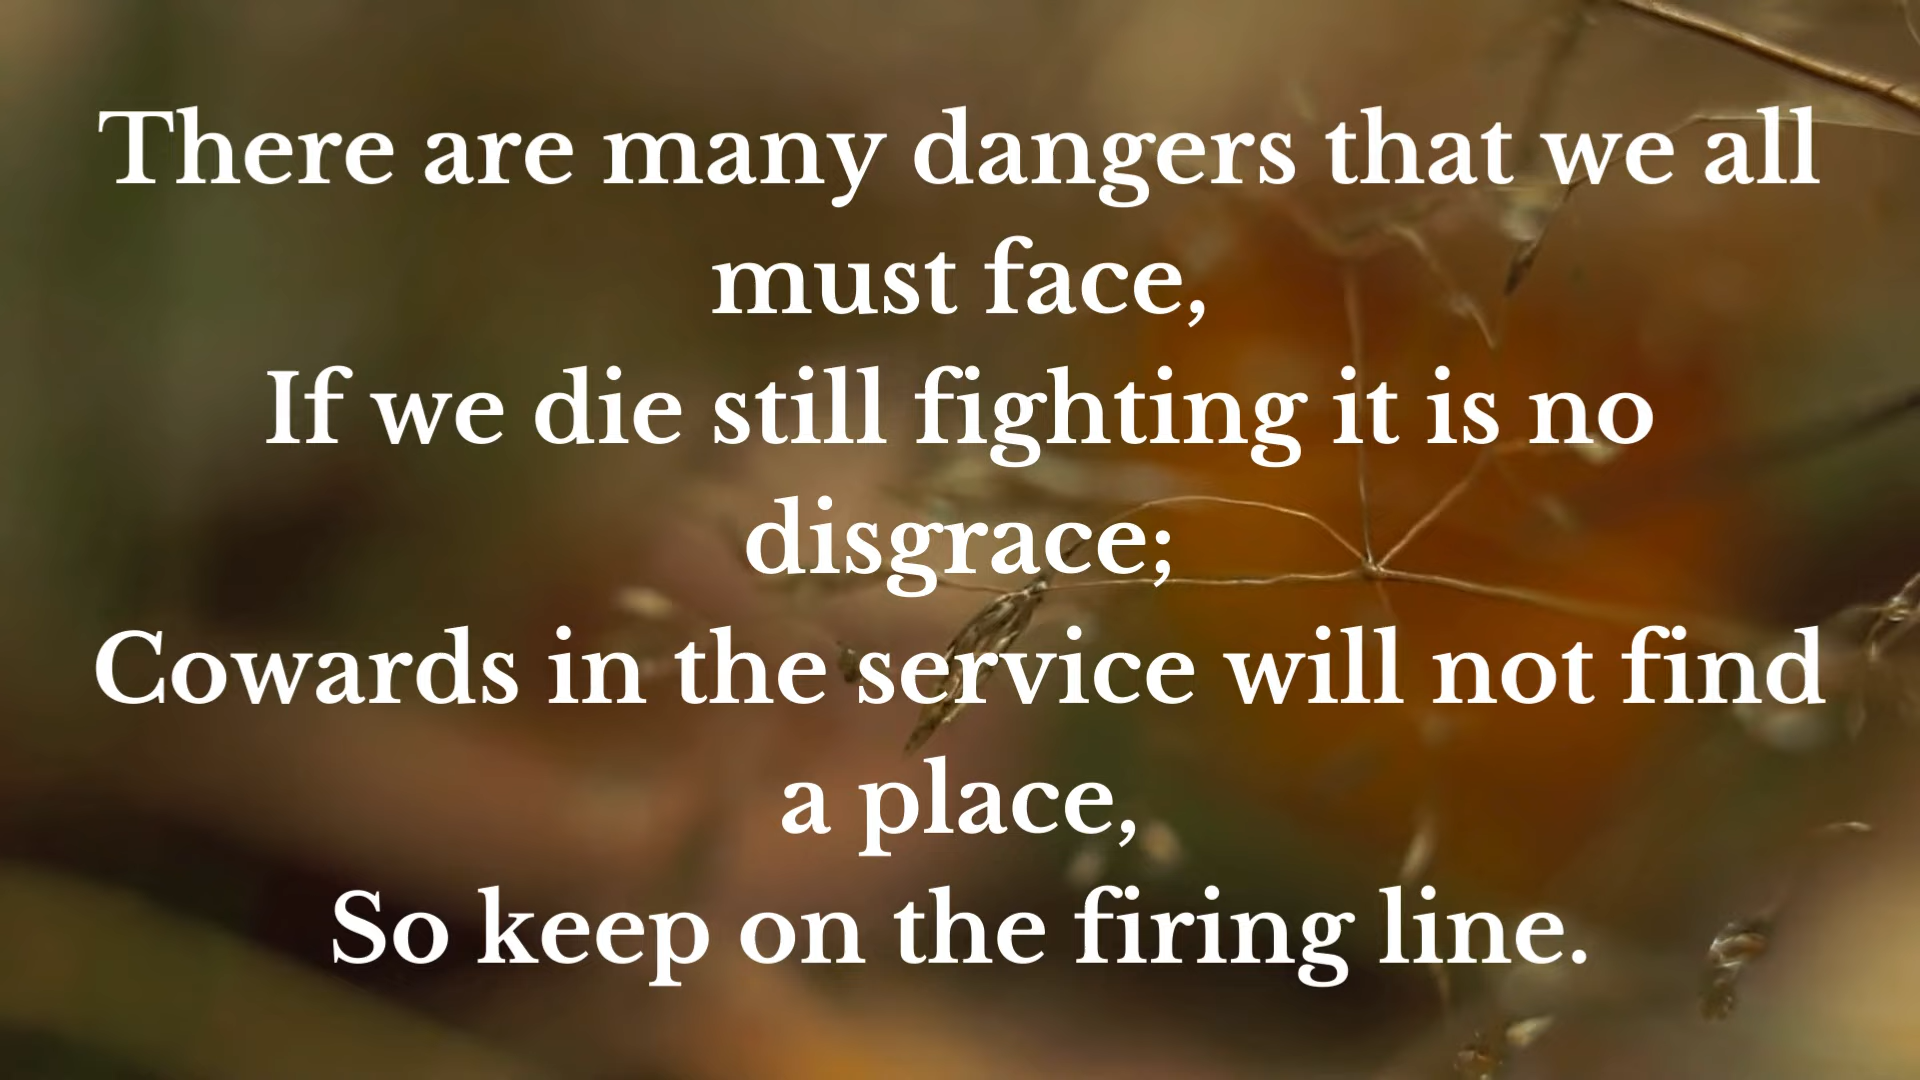 There are many dangers that we all
must face,
If we die still fighting it is no
disgrace;
Cowards in the service will not find
a place,
So keep on the firing line.